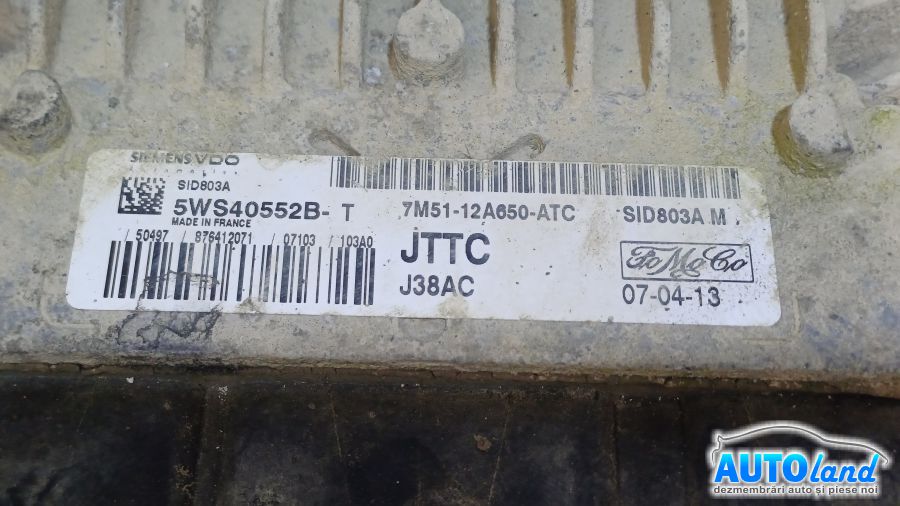 SIEMENS VDO
Automotive
SID803A
5WS40552B- T
MADE IN FRANCE
/ 50497 / 876412071 / 07103 / 103A0
7M51-12A650-ATC SID803A M
JTTC
J38AC
FoMoCo
07-04-13
AUTOland
dezmembrări auto și piese noi